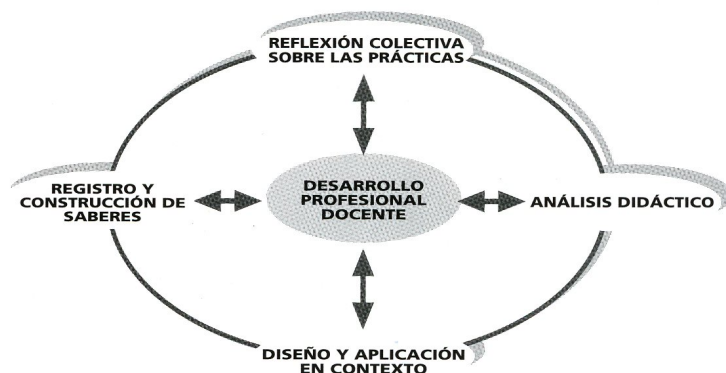 REFLEXIÓN COLECTIVA
SOBRE LAS PRÁCTICAS
REGISTRO Y
CONSTRUCCIÓN DE
SABERES
DESARROLLO
PROFESIONAL
DOCENTE
ANÁLISIS DIDÁCTICO
DISEÑO Y APLICACIÓN
EN CONTEXTO